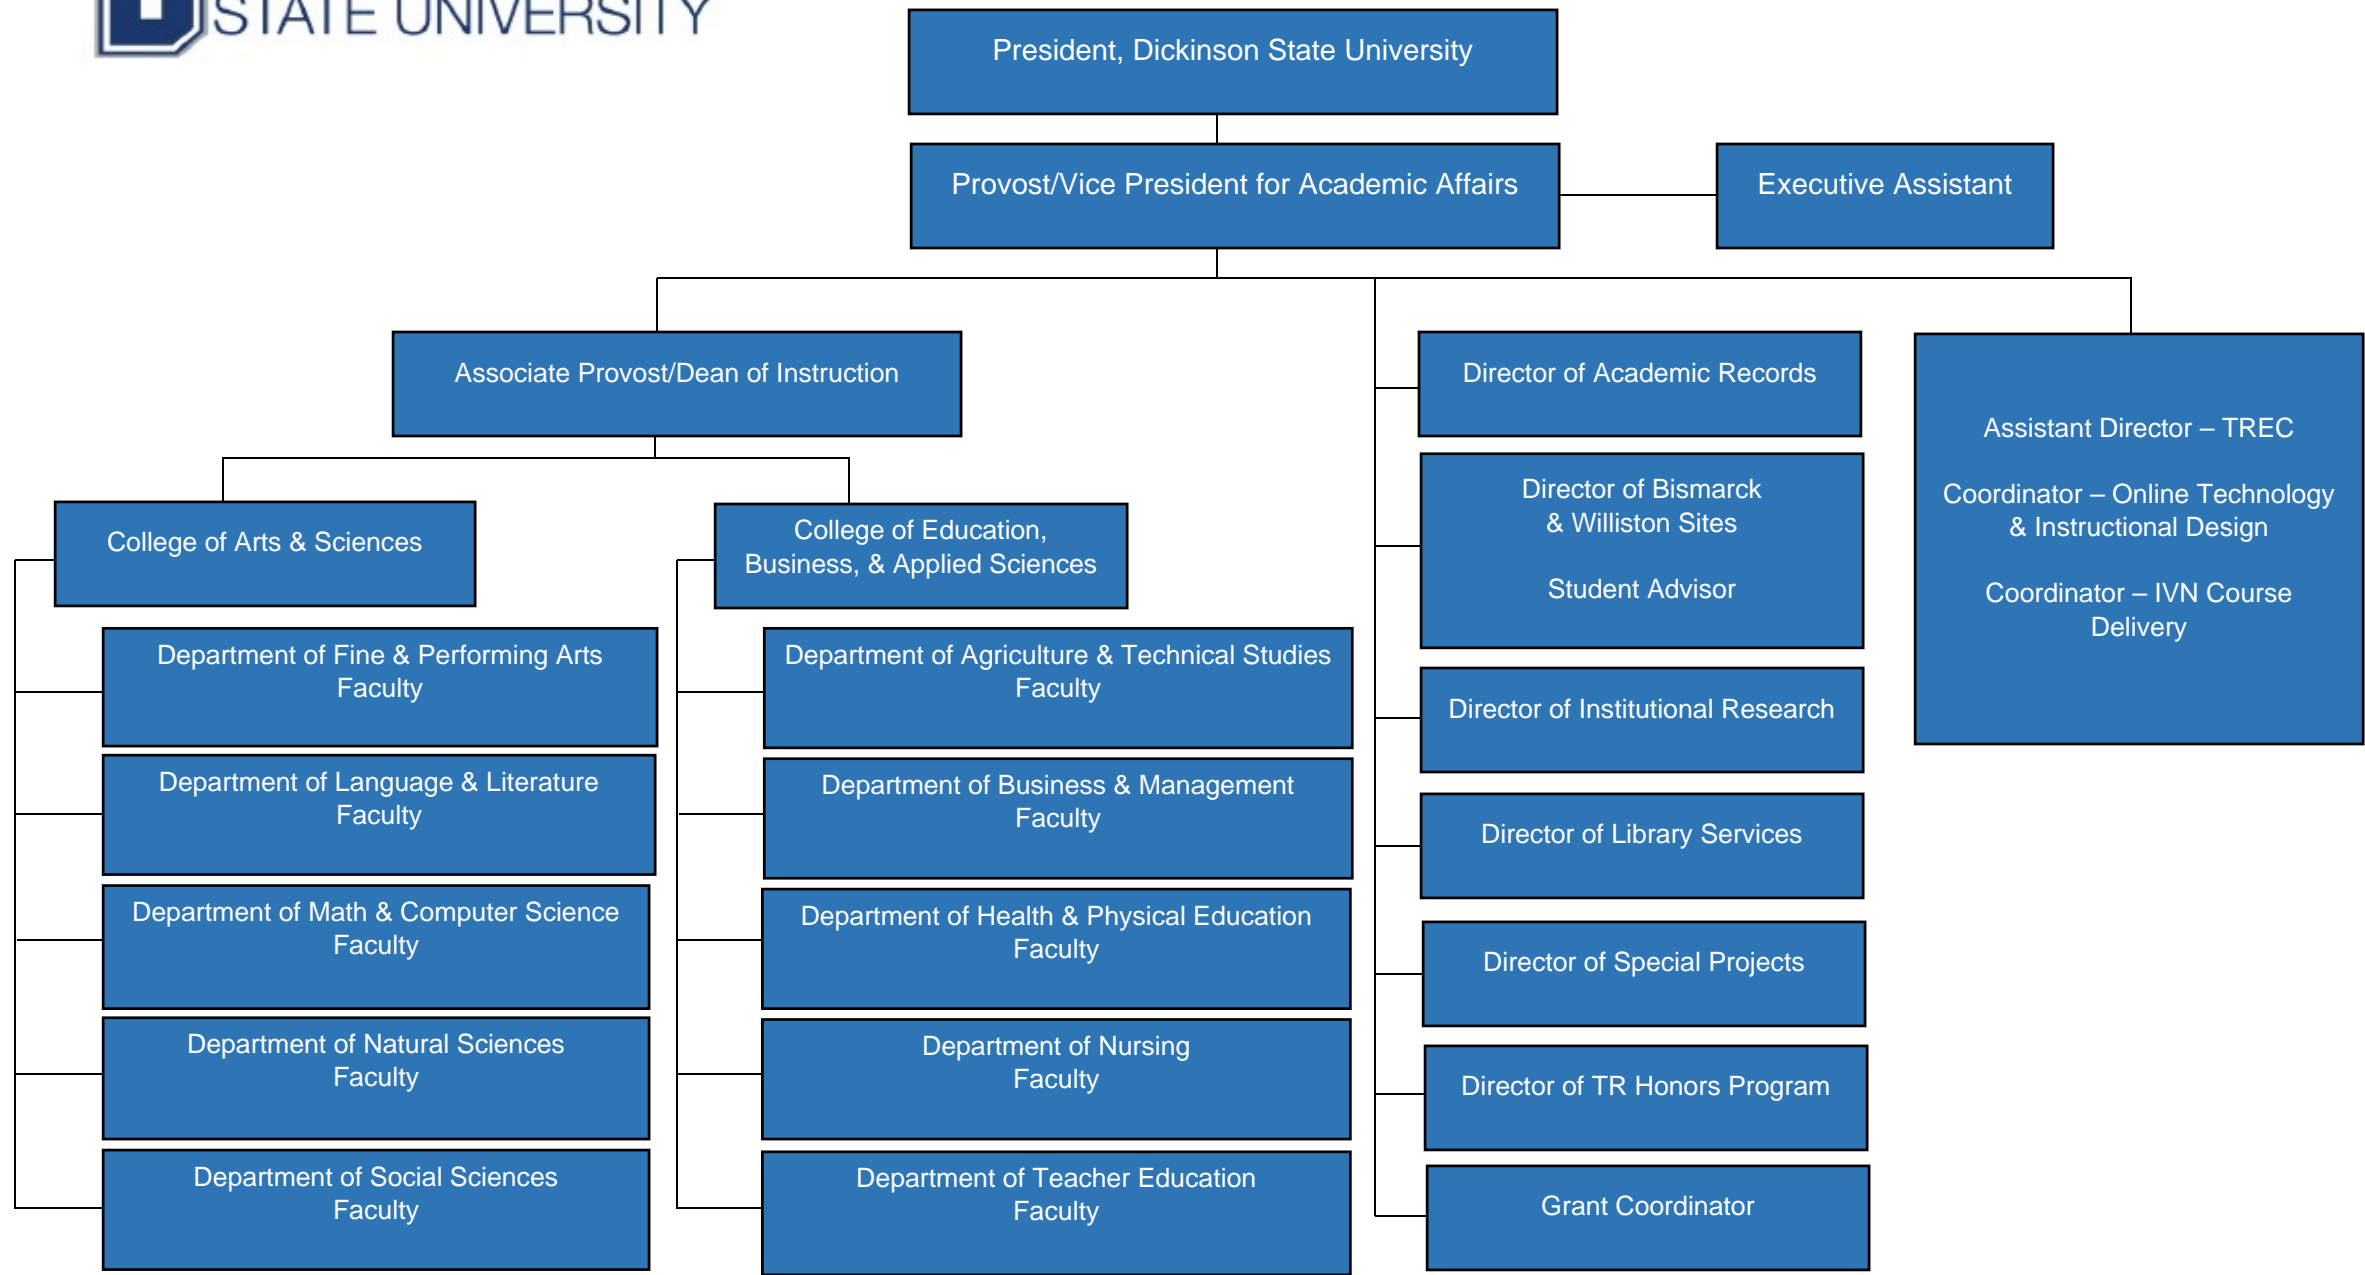 STATE UNIVERSITY
President, Dickinson State University
Provost/Vice President for Academic Affairs
Executive Assistant
Associate Provost/Dean of Instruction
College of Arts & Sciences
Department of Fine & Performing Arts
Faculty
Department of Language & Literature
Faculty
Department of Math & Computer Science
Faculty
Department of Natural Sciences
Faculty
Department of Social Sciences
Faculty
College of Education,
Business, & Applied Sciences
Department of Agriculture & Technical Studies
Faculty
Department of Business & Management
Faculty
Department of Health & Physical Education
Faculty
Department of Nursing
Faculty
Department of Teacher Education
Faculty
Director of Academic Records
Director of Bismarck
& Williston Sites
Student Advisor
Director of Institutional Research
Director of Library Services
Director of Special Projects
Director of TR Honors Program
Grant Coordinator
Assistant Director – TREC
Coordinator – Online Technology
& Instructional Design
Coordinator – IVN Course
Delivery